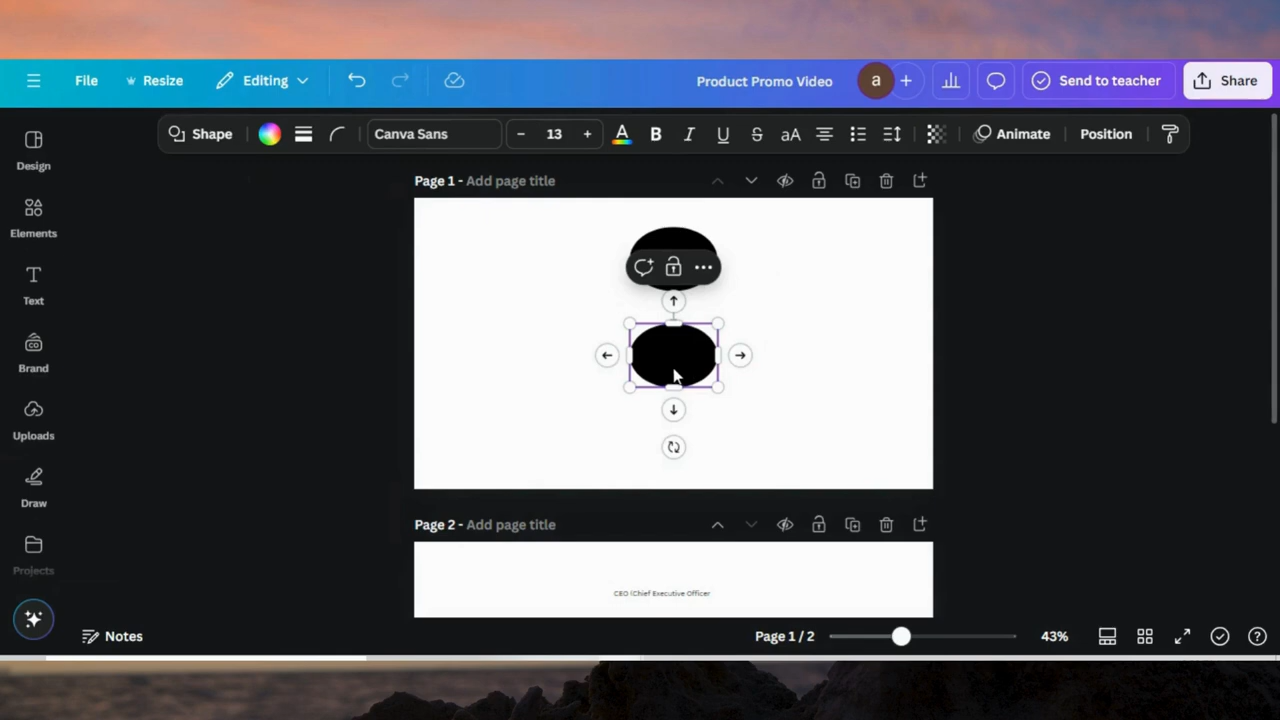 File Resize Editing Product Promo Video a + Send to teacher Share
Shape Canva Sans − 13 + A B I U S aA Animate Position
Design
Elements
Text
Brand
Uploads
Draw
Projects
Page 1 - Add page title
Page 2 - Add page title
CEO (Chief Executive Officer
Notes
Page 1 / 2 43%